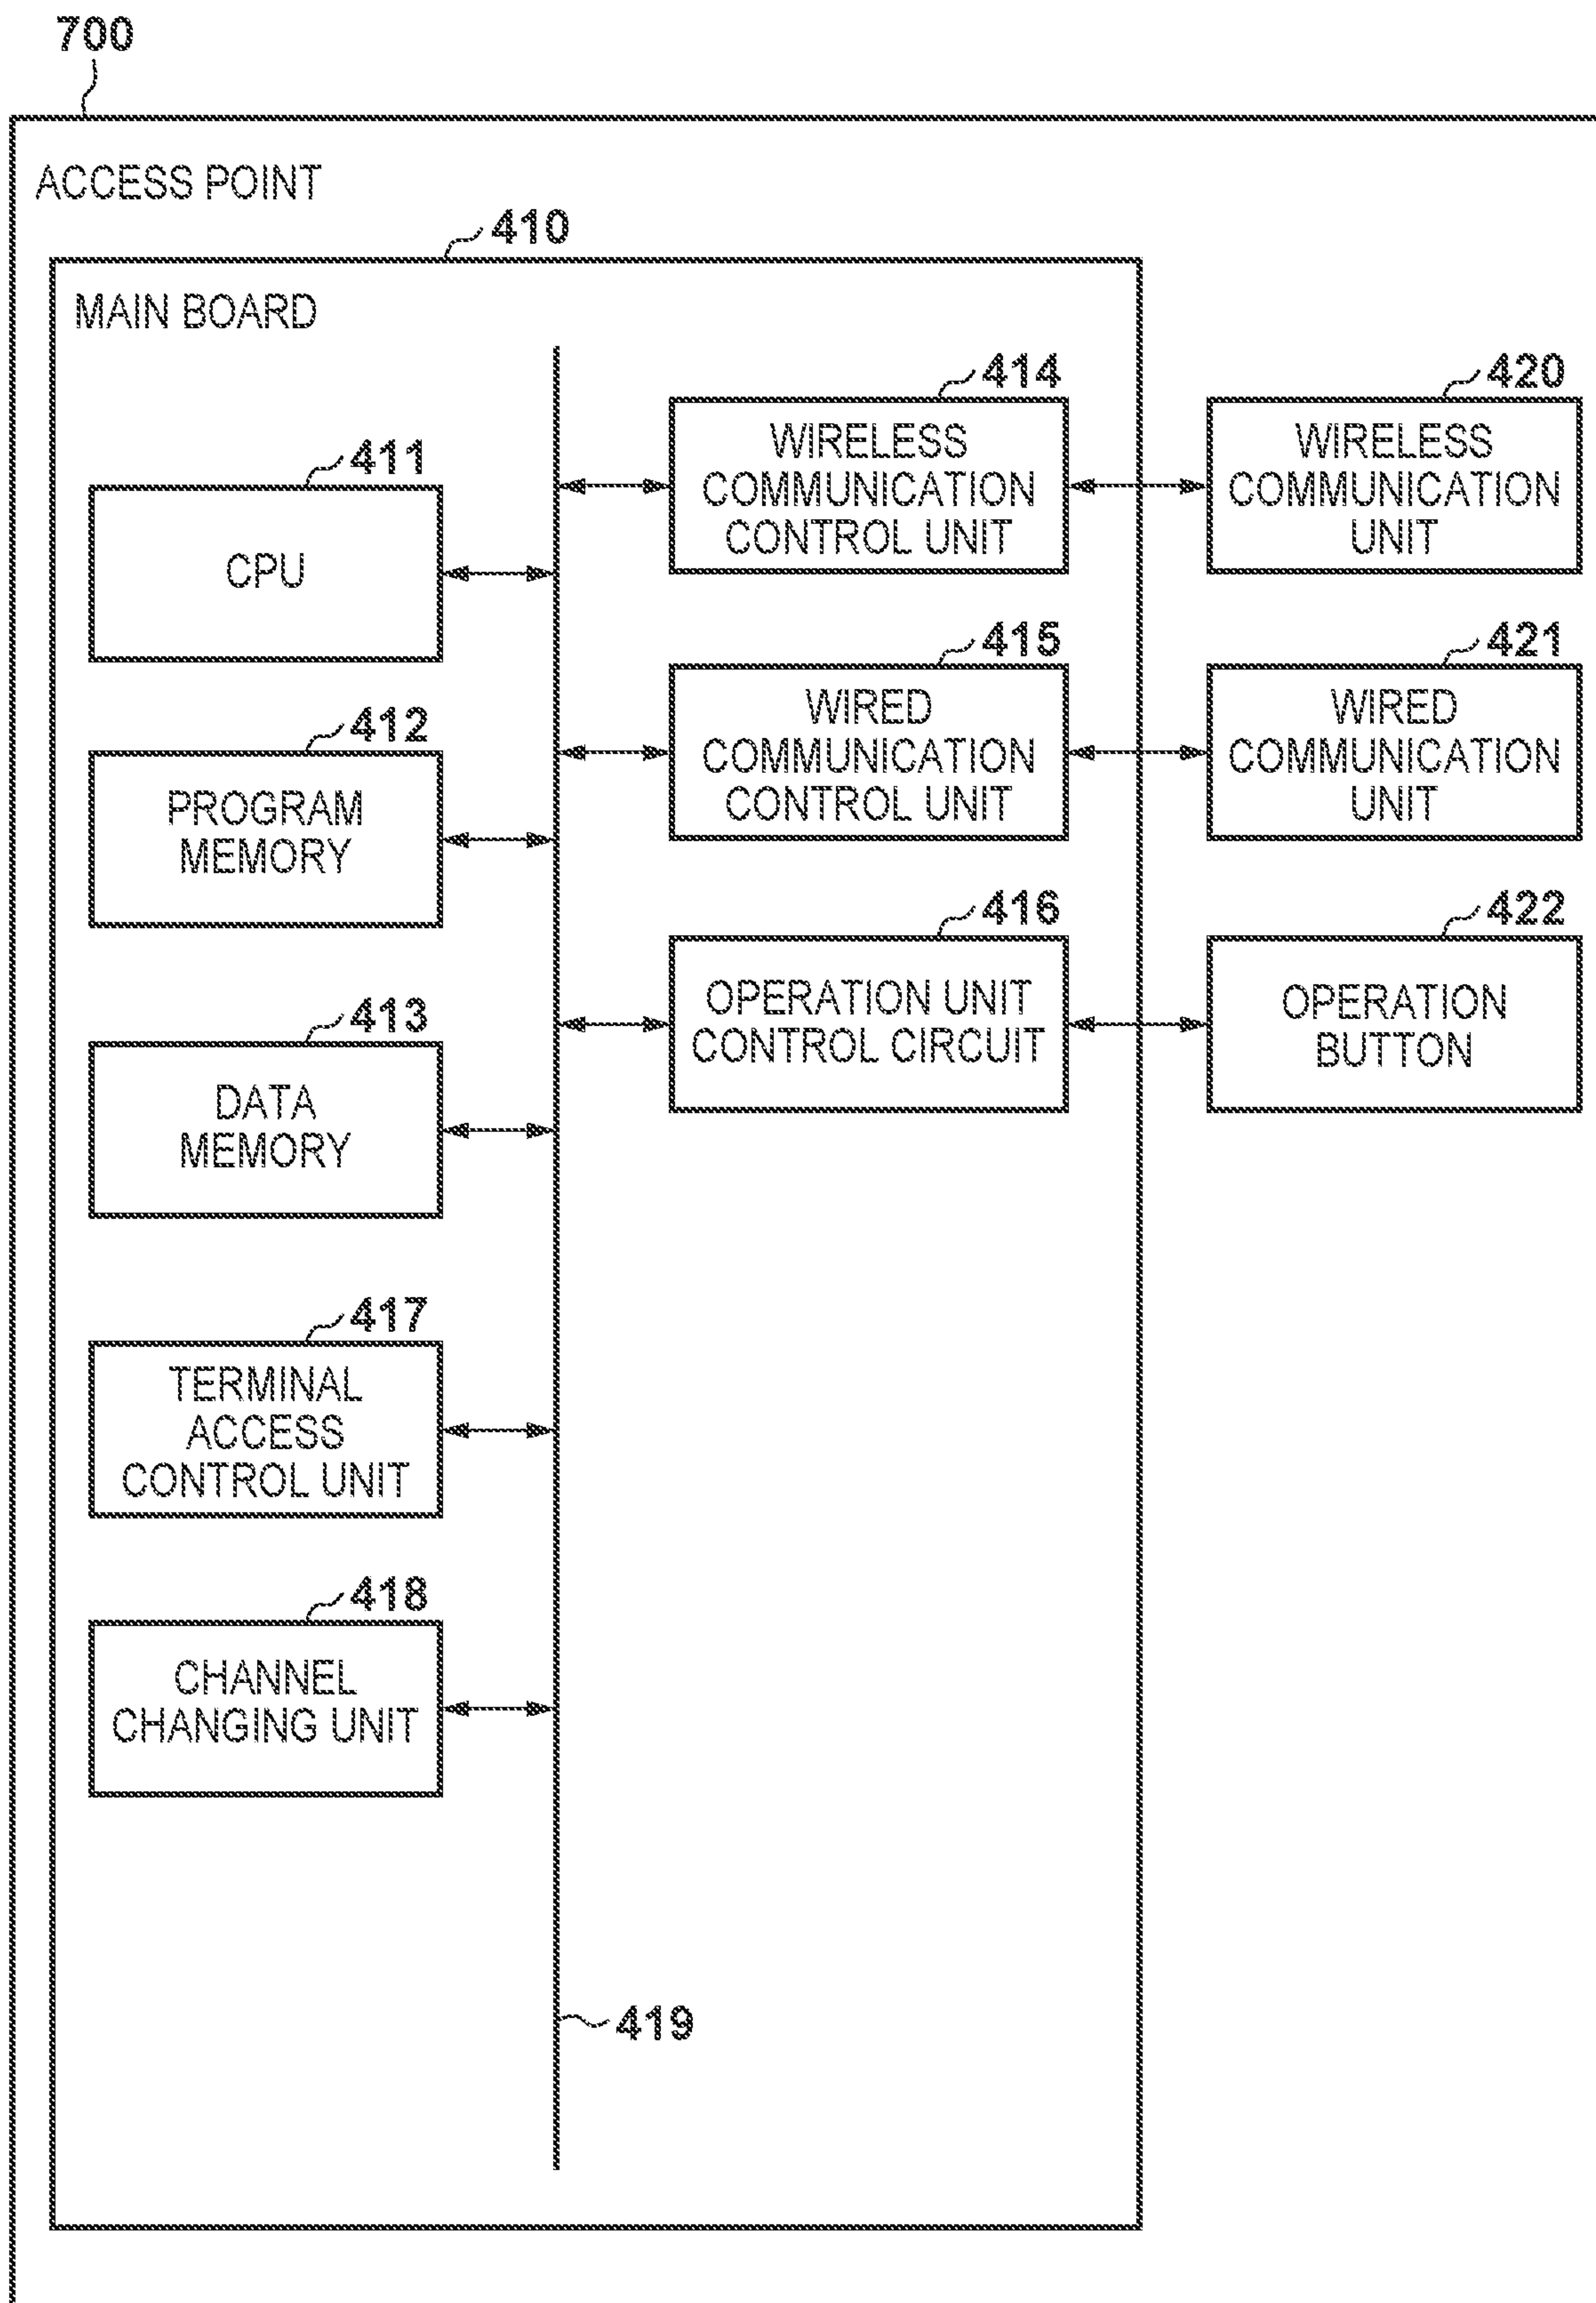 700
ACCESS POINT
410
MAIN BOARD
411
CPU
412
PROGRAM
MEMORY
413
DATA
MEMORY
417
TERMINAL
ACCESS
CONTROL UNIT
418
CHANNEL
CHANGING UNIT
414
WIRELESS
COMMUNICATION
CONTROL UNIT
415
WIRED
COMMUNICATION
CONTROL UNIT
416
OPERATION UNIT
CONTROL CIRCUIT
419
420
WIRELESS
COMMUNICATION
UNIT
421
WIRED
COMMUNICATION
UNIT
422
OPERATION
BUTTON